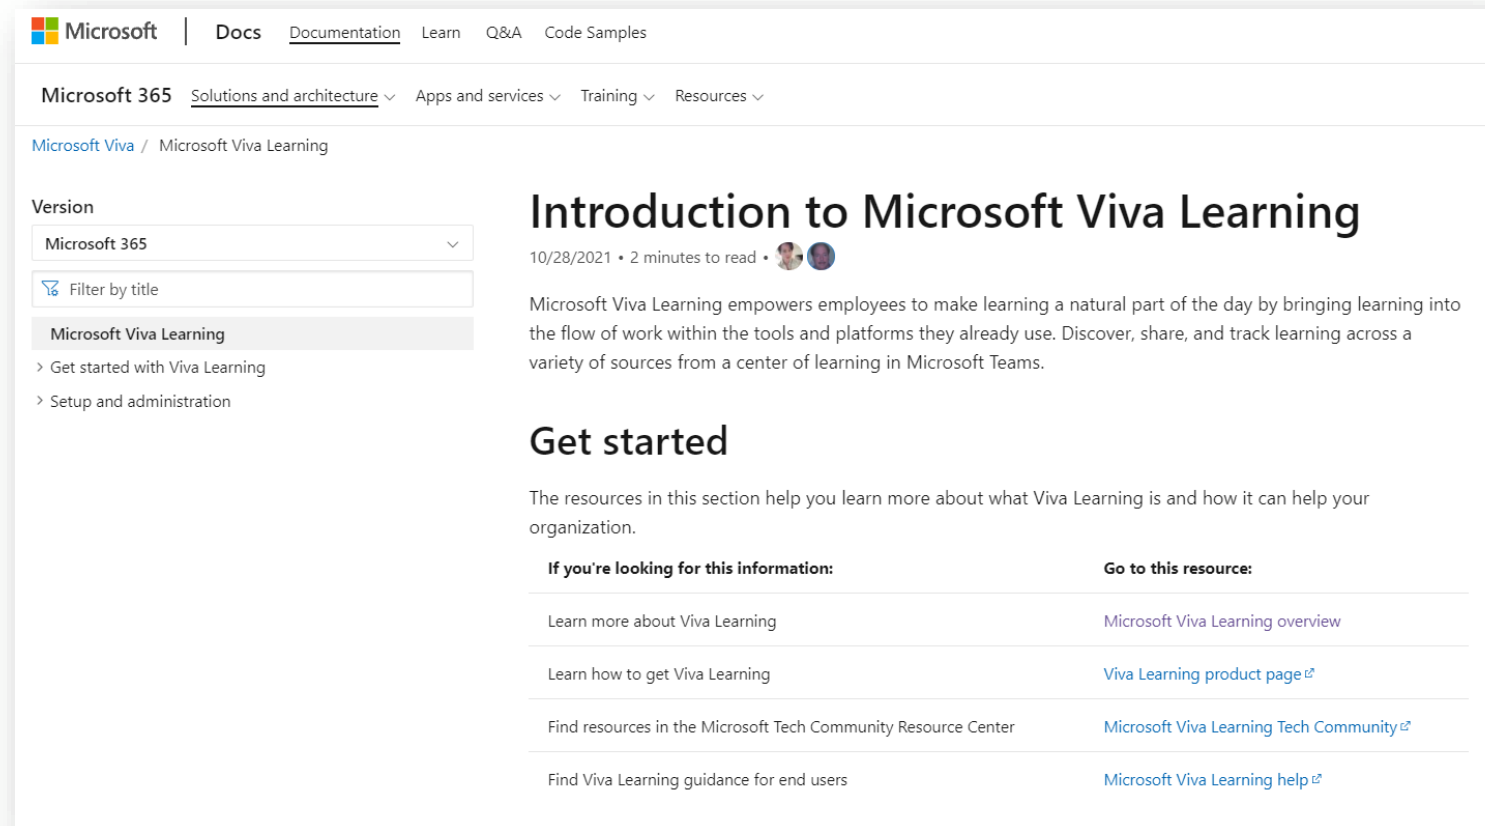 Microsoft | Docs Documentation Learn Q&A Code Samples
Microsoft 365 Solutions and architecture Apps and services Training Resources
Microsoft Viva / Microsoft Viva Learning
Version
Microsoft 365
Filter by title
Microsoft Viva Learning
Get started with Viva Learning
Setup and administration
Introduction to Microsoft Viva Learning
10/28/2021 • 2 minutes to read •
Microsoft Viva Learning empowers employees to make learning a natural part of the day by bringing learning into
the flow of work within the tools and platforms they already use. Discover, share, and track learning across a
variety of sources from a center of learning in Microsoft Teams.
Get started
The resources in this section help you learn more about what Viva Learning is and how it can help your
organization.
If you're looking for this information: Go to this resource:
Learn more about Viva Learning Microsoft Viva Learning overview
Learn how to get Viva Learning Viva Learning product page
Find resources in the Microsoft Tech Community Resource Center Microsoft Viva Learning Tech Community
Find Viva Learning guidance for end users Microsoft Viva Learning help